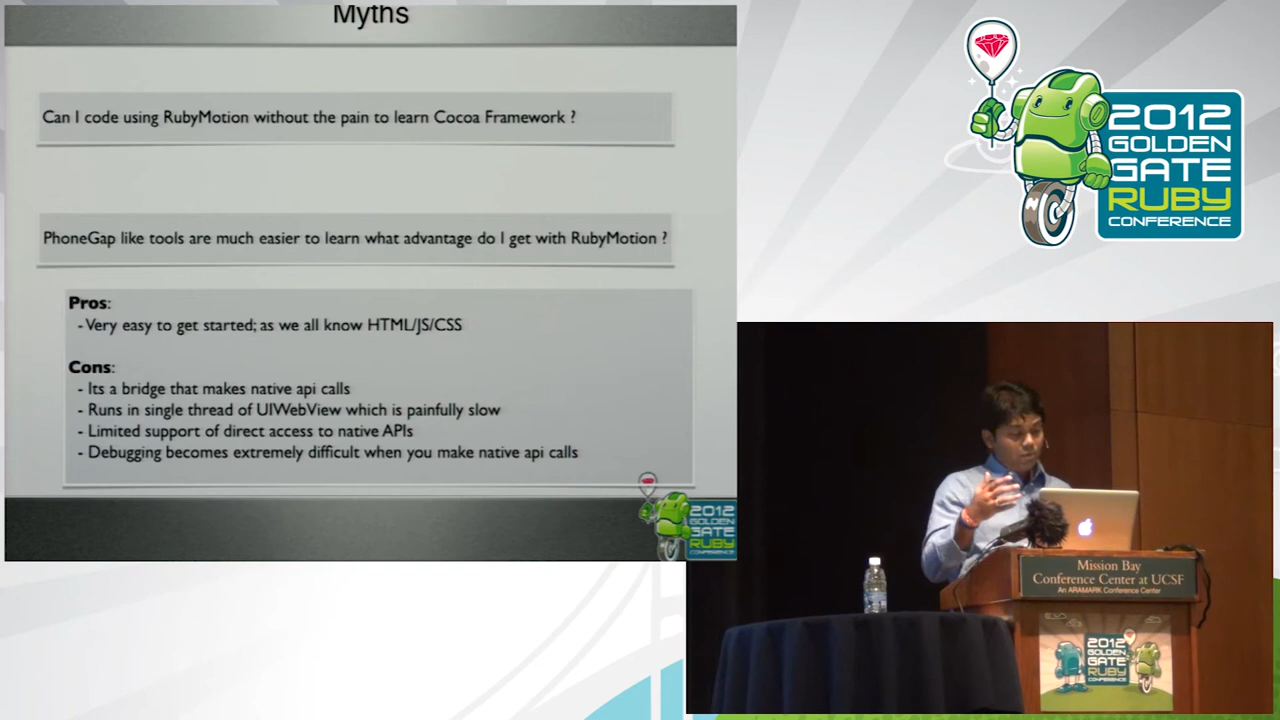 Myths
Can I code using RubyMotion without the pain to learn Cocoa Framework ?
PhoneGap like tools are much easier to learn what advantage do I get with RubyMotion ?
Pros:
- Very easy to get started; as we all know HTML/JS/CSS
Cons:
- Its a bridge that makes native api calls
- Runs in single thread of UIWebView which is painfully slow
- Limited support of direct access to native APIs
- Debugging becomes extremely difficult when you make native api calls
2012
GOLDEN
GATE
RUBY
CONFERENCE
2012
GOLDEN
GATE
RUBY
CONFERENCE
Mission Bay
Conference Center at UCSF
An ARAMARK Conference Center
2012
GOLDEN
GATE
RUBY
CONFERENCE